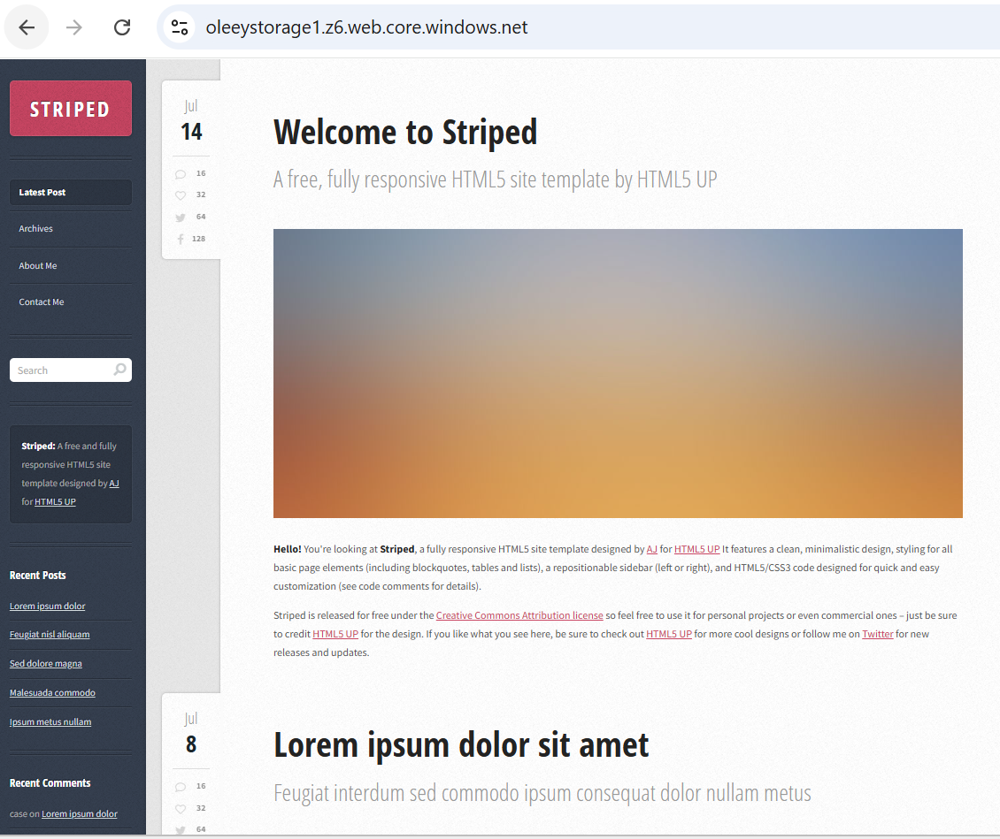 oleeystorage1.z6.web.core.windows.net
STRIPED
Latest Post
Archives
About Me
Contact Me
Search
Striped: A free and fully
responsive HTML5 site
template designed by AJ
for HTML5 UP
Recent Posts
Lorem ipsum dolor
Feugiat nisl aliquam
Sed dolore magna
Malesuada commodo
Ipsum metus nullam
Recent Comments
case on Lorem ipsum dolor
Jul
14
16
32
64
128
Welcome to Striped
A free, fully responsive HTML5 site template by HTML5 UP
Hello! You're looking at Striped, a fully responsive HTML5 site template designed by AJ for HTML5 UP It features a clean, minimalistic design, styling for all
basic page elements (including blockquotes, tables and lists), a repositionable sidebar (left or right), and HTML5/CSS3 code designed for quick and easy
customization (see code comments for details).
Striped is released for free under the Creative Commons Attribution license so feel free to use it for personal projects or even commercial ones – just be sure
to credit HTML5 UP for the design. If you like what you see here, be sure to check out HTML5 UP for more cool designs or follow me on Twitter for new
releases and updates.
Jul
8
16
32
64
Lorem ipsum dolor sit amet
Feugiat interdum sed commodo ipsum consequat dolor nullam metus